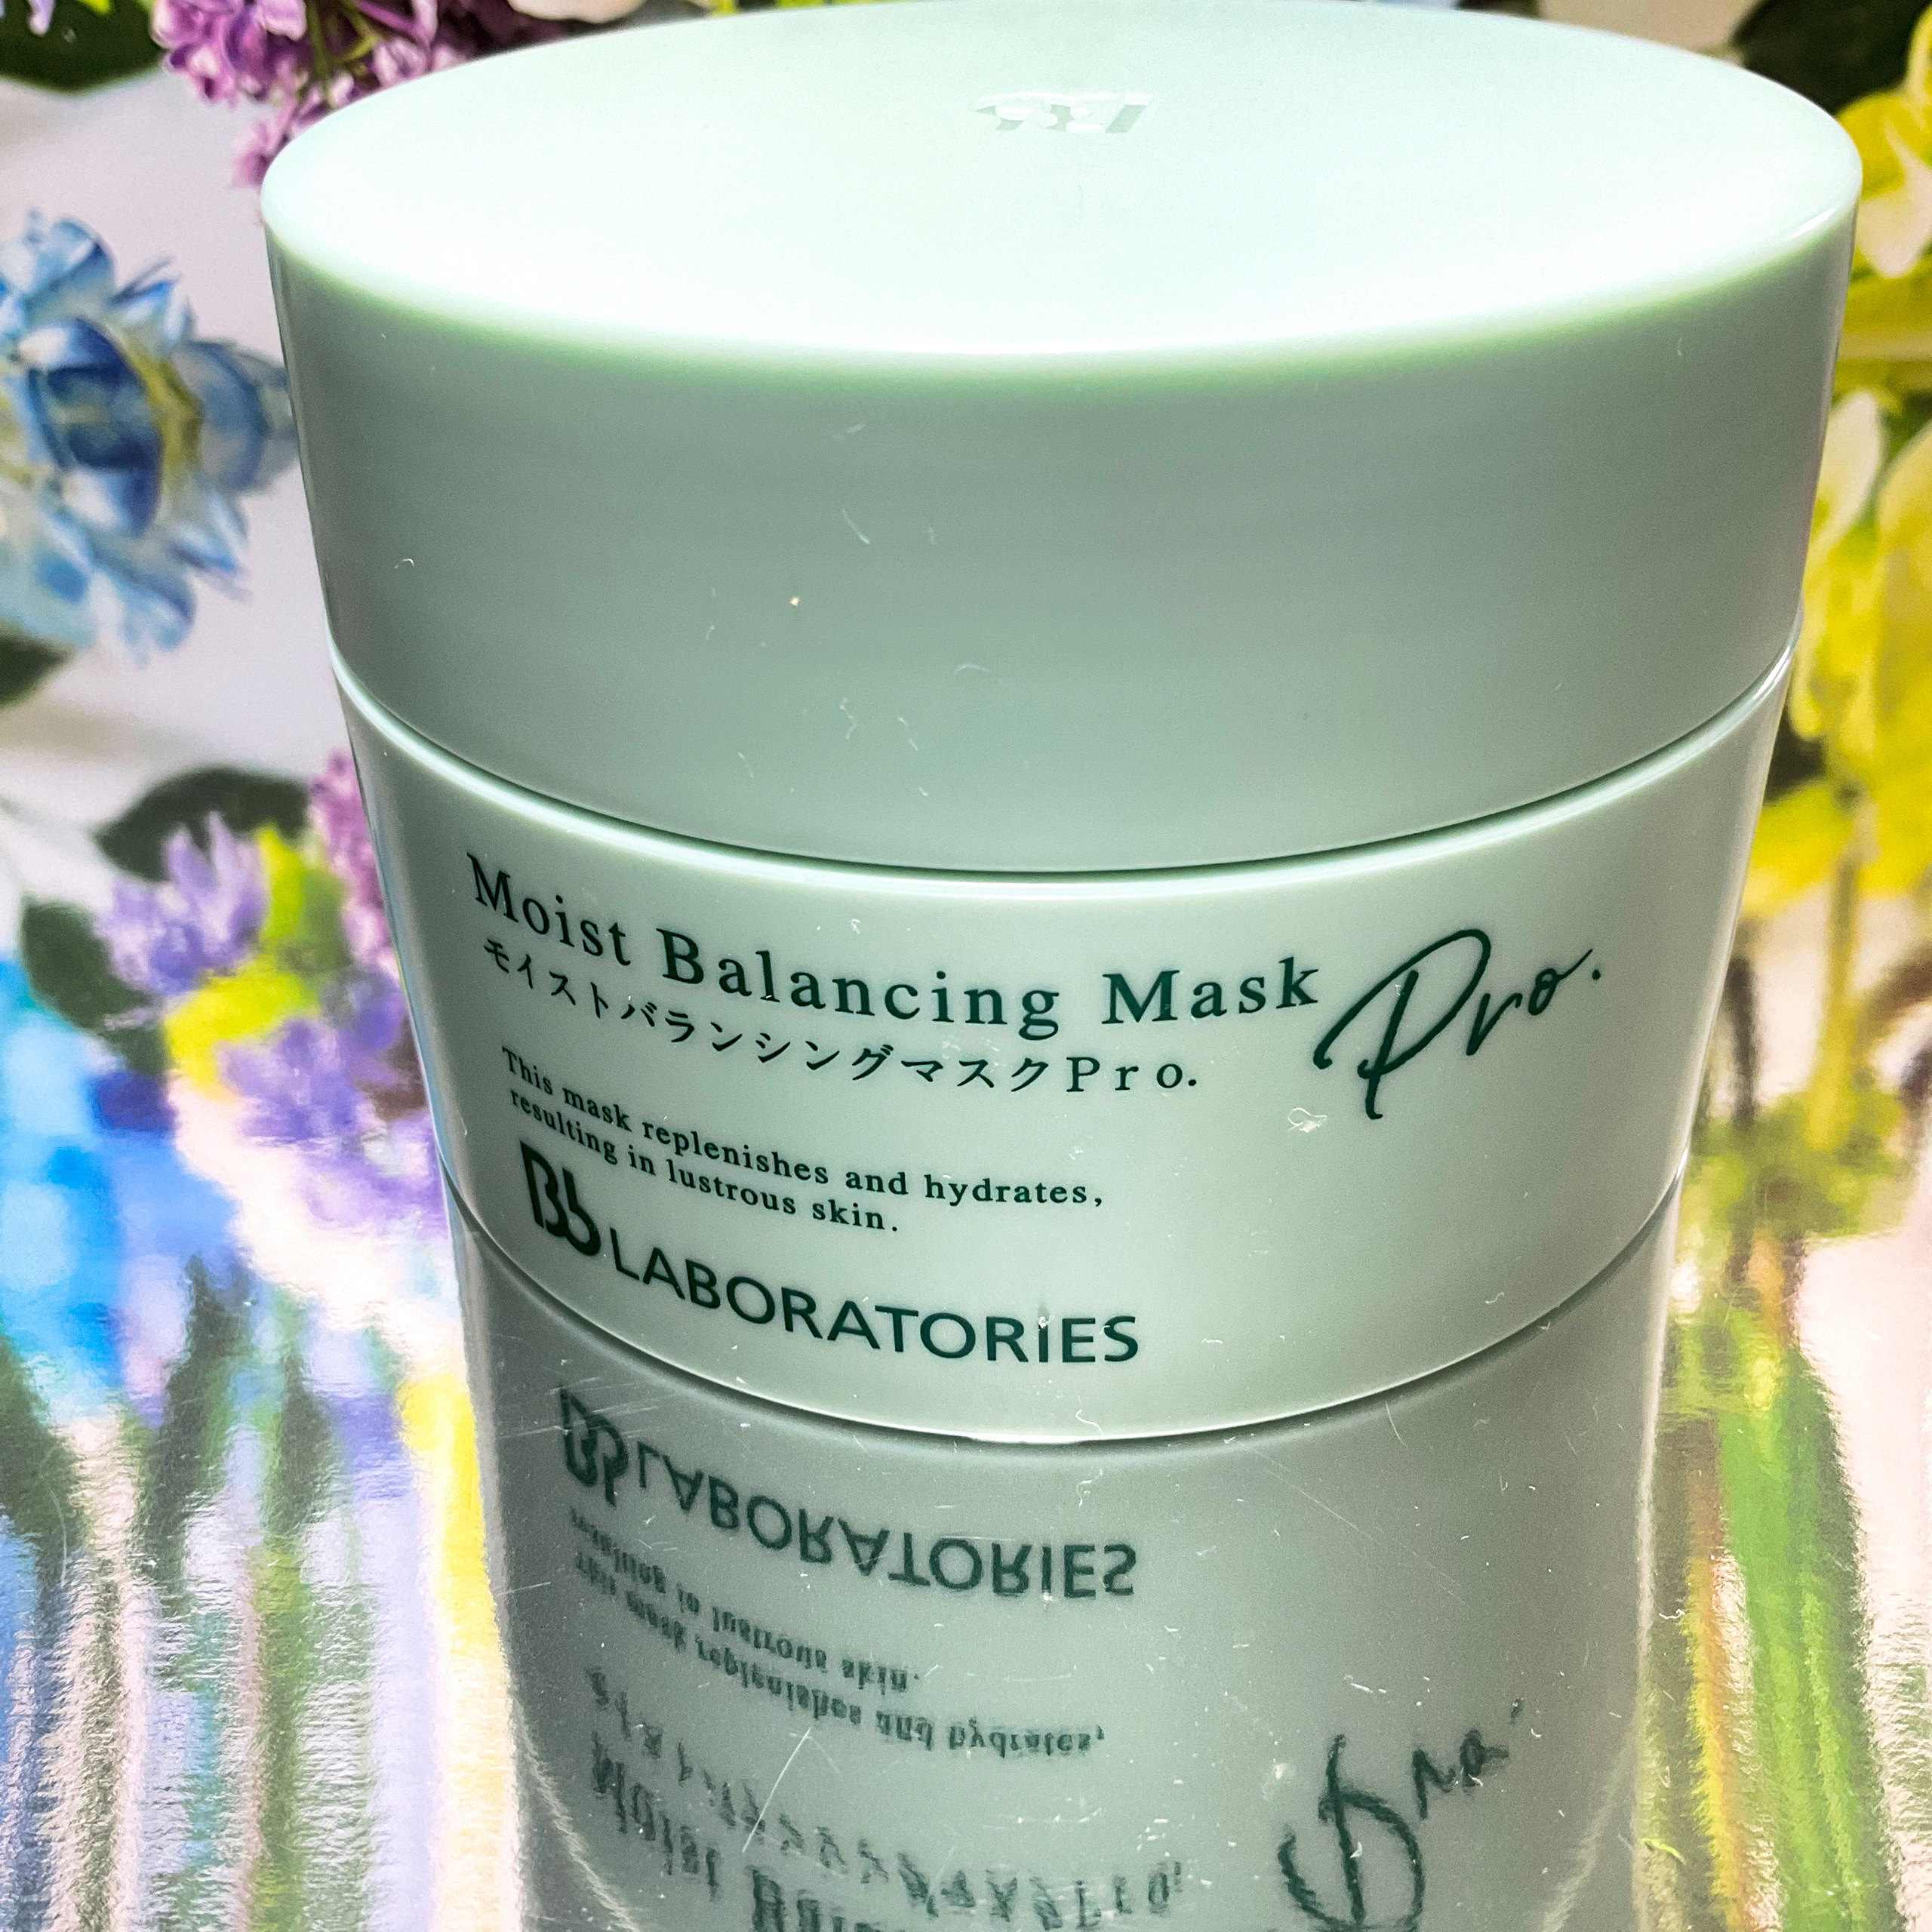 Moist Balancing Mask Pro.
モイストバランシングマスクPro.
This mask replenishes and hydrates,
resulting in lustrous skin.
Bb LABORATORIES